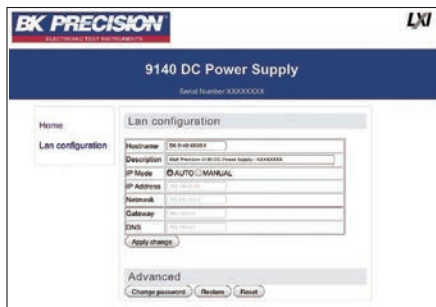 BK PRECISION
ELECTRONIC TEST INSTRUMENTS
LXI
9140 DC Power Supply
Serial Number XXXXXXXX
Home
Lan configuration
Lan configuration
Hostname
Description B&K Precision 9140 DC Power Supply - XXXXXXXX
IP Mode AUTO MANUAL
IP Address
Netmask
Gateway
DNS
Apply change
Advanced
Change password Restore Reset